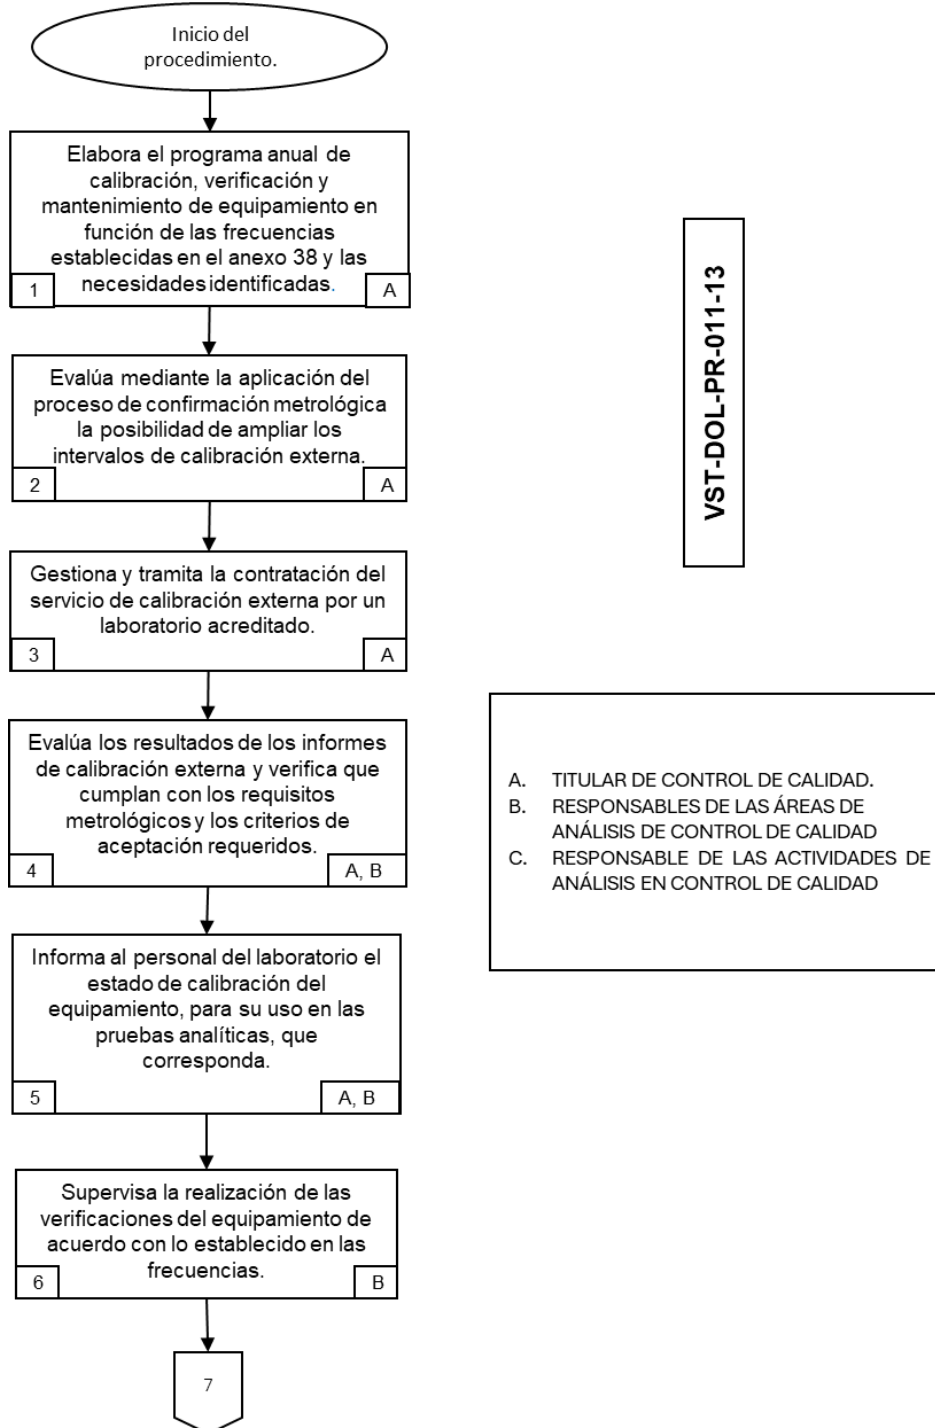 Inicio del
procedimiento.
Elabora el programa anual de
calibración, verificación y
mantenimiento de equipamiento en
función de las frecuencias
establecidas en el anexo 38 y las
necesidades identificadas.
1
A
Evalúa mediante la aplicación del
proceso de confirmación metrológica
la posibilidad de ampliar los
intervalos de calibración externa.
2
A
Gestiona y tramita la contratación del
servicio de calibración externa por un
laboratorio acreditado.
3
A
Evalúa los resultados de los informes
de calibración externa y verifica que
cumplan con los requisitos
metrológicos y los criterios de
aceptación requeridos.
4
A, B
Informa al personal del laboratorio el
estado de calibración del
equipamiento, para su uso en las
pruebas analíticas, que
corresponda.
5
A, B
Supervisa la realización de las
verificaciones del equipamiento de
acuerdo con lo establecido en las
frecuencias.
6
B
7
VST-DOL-PR-011-13
A. TITULAR DE CONTROL DE CALIDAD.
B. RESPONSABLES DE LAS ÁREAS DE
ANÁLISIS DE CONTROL DE CALIDAD
C. RESPONSABLE DE LAS ACTIVIDADES DE
ANÁLISIS EN CONTROL DE CALIDAD